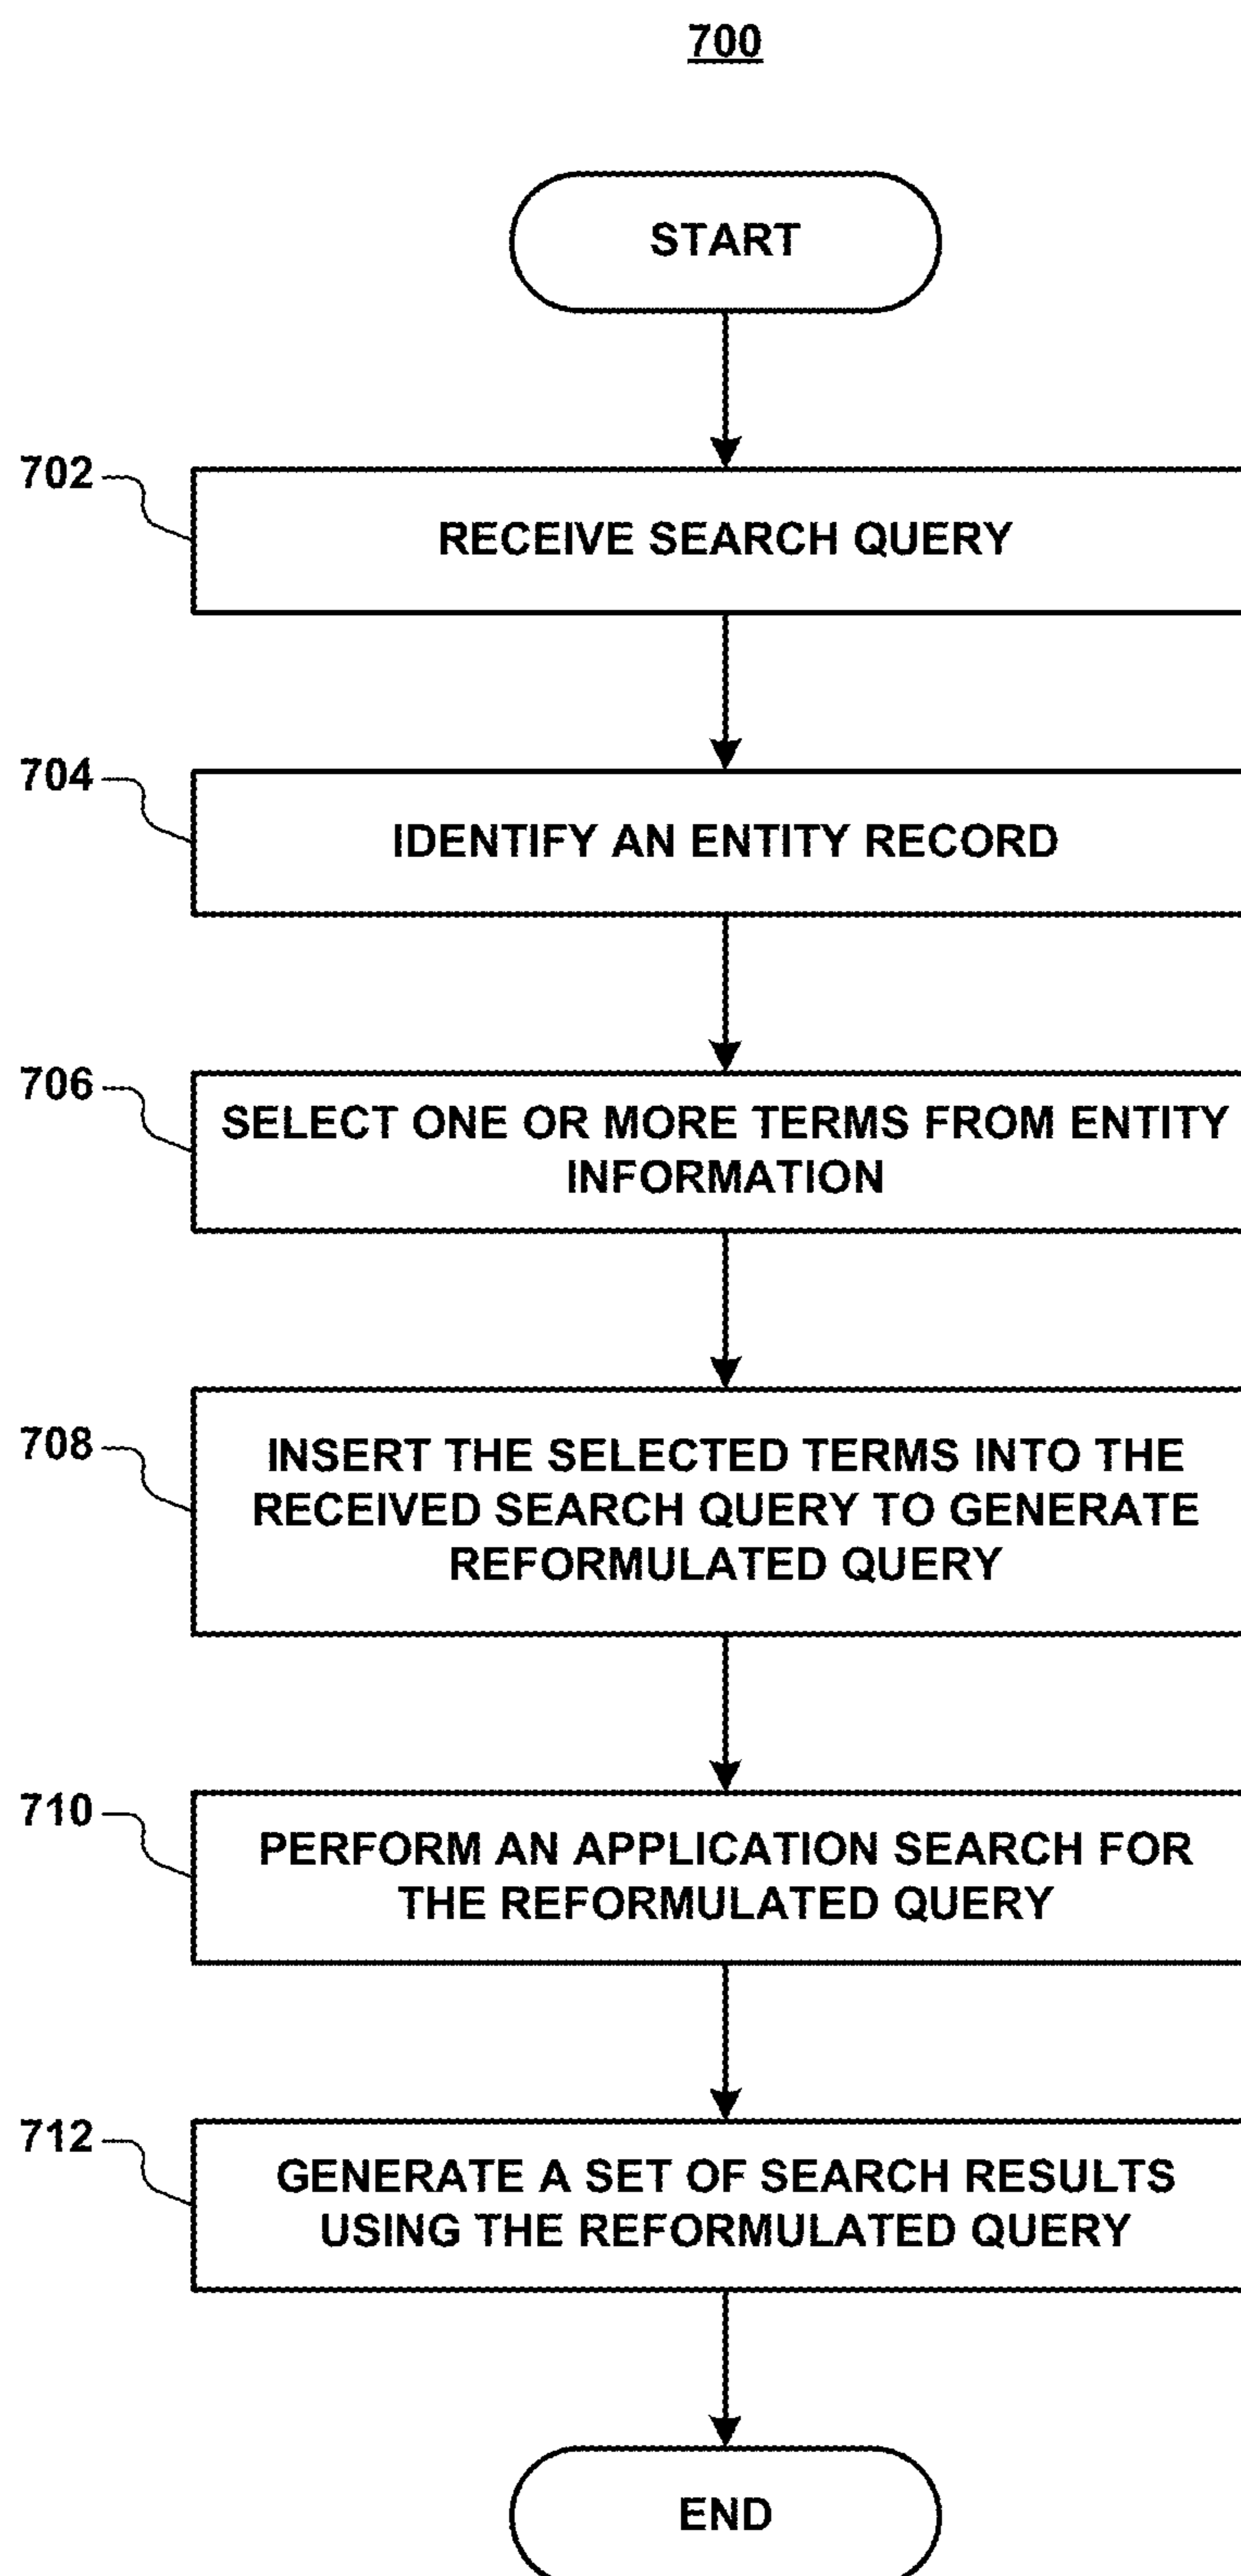 700
START
702
RECEIVE SEARCH QUERY
704
IDENTIFY AN ENTITY RECORD
706
SELECT ONE OR MORE TERMS FROM ENTITY
INFORMATION
708
INSERT THE SELECTED TERMS INTO THE
RECEIVED SEARCH QUERY TO GENERATE
REFORMULATED QUERY
710
PERFORM AN APPLICATION SEARCH FOR
THE REFORMULATED QUERY
712
GENERATE A SET OF SEARCH RESULTS
USING THE REFORMULATED QUERY
END